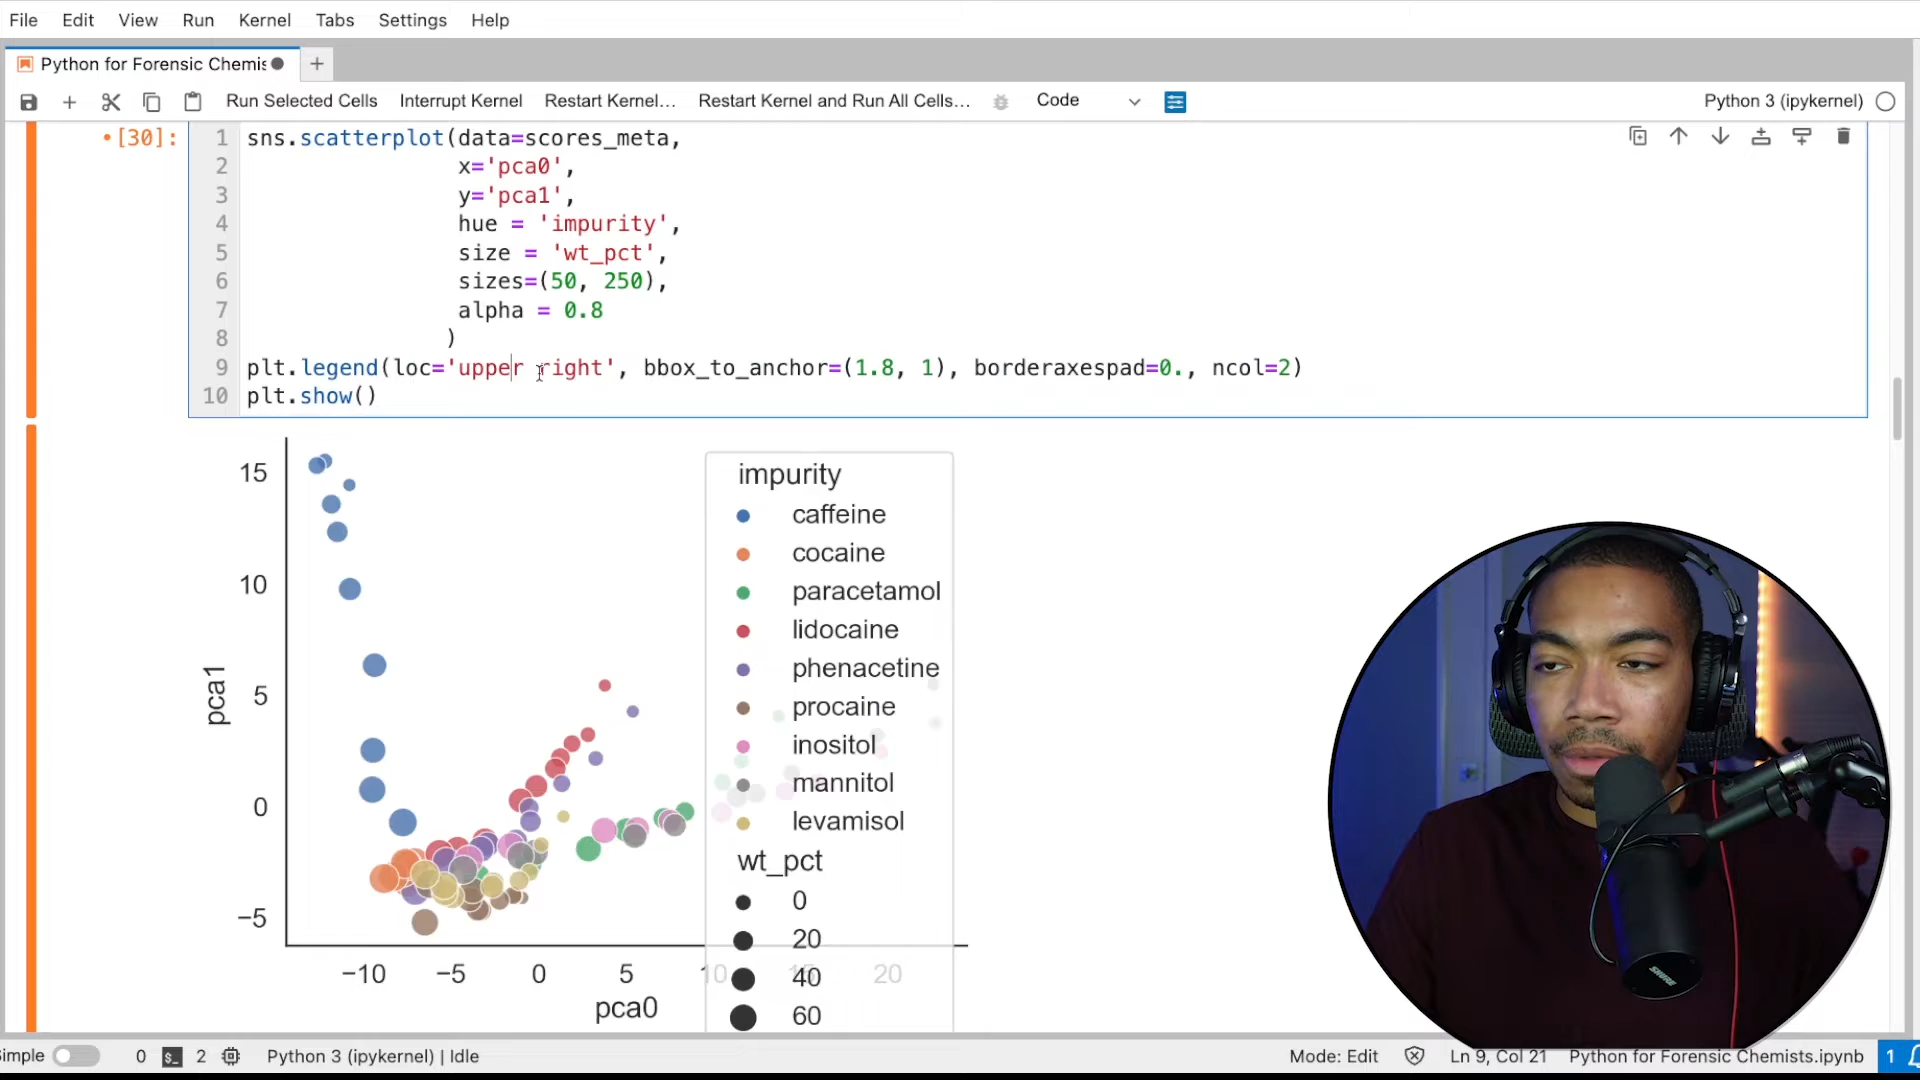 File Edit View Run Kernel Tabs Settings Help
Python for Forensic Chemis
Run Selected Cells Interrupt Kernel Restart Kernel... Restart Kernel and Run All Cells... Code Python 3 (ipykernel)
[30]:
1 sns.scatterplot(data=scores_meta,
2 x='pca0',
3 y='pca1',
4 hue = 'impurity',
5 size = 'wt_pct',
6 sizes=(50, 250),
7 alpha = 0.8
8 )
9 plt.legend(loc='upper right', bbox_to_anchor=(1.8, 1), borderaxespad=0., ncol=2)
10 plt.show()
15
10
5
0
−5
pca1
−10 −5 0 5 10 15 20
pca0
impurity
caffeine
cocaine
paracetamol
lidocaine
phenacetine
procaine
inositol
mannitol
levamisol
wt_pct
0
20
40
60
SHURE
imple 0 $_ 2 Python 3 (ipykernel) | Idle Mode: Edit Ln 9, Col 21 Python for Forensic Chemists.ipynb 1